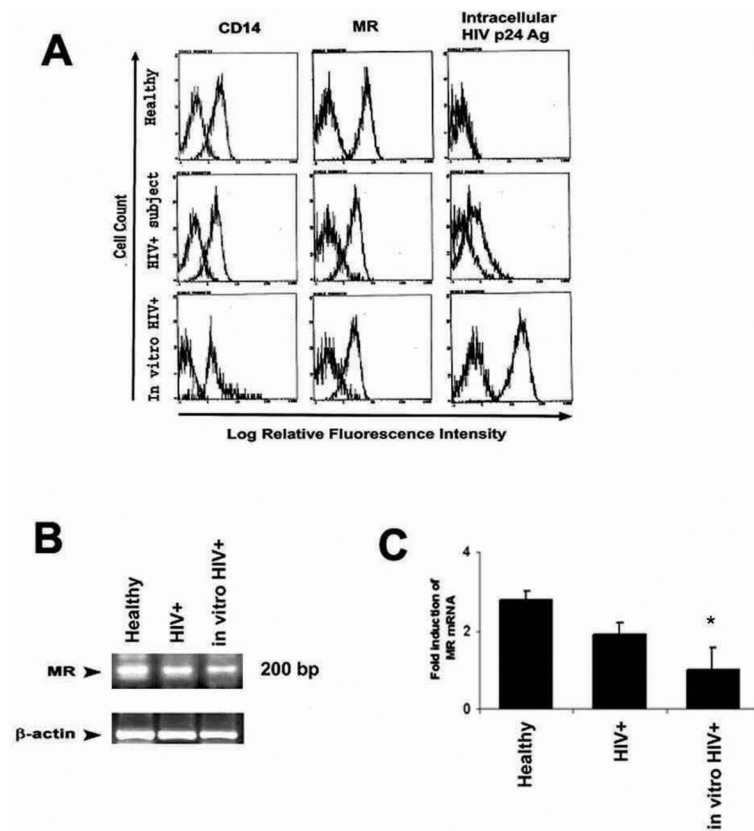 A
CD14
MR
Intracellular
HIV p24 Ag
Healthy
HIV+ subject
In vitro HIV+
Cell Count
Log Relative Fluorescence Intensity
B
Healthy
HIV+
in vitro HIV+
MR
200 bp
β-actin
C
Fold induction of
MR mRNA
4
2
0
*
Healthy
HIV+
in vitro HIV+